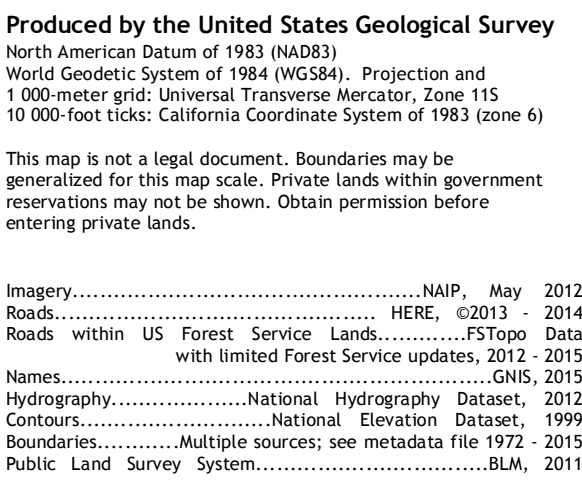 Produced by the United States Geological Survey
North American Datum of 1983 (NAD83)
World Geodetic System of 1984 (WGS84). Projection and
1 000-meter grid: Universal Transverse Mercator, Zone 11S
10 000-foot ticks: California Coordinate System of 1983 (zone 6)
This map is not a legal document. Boundaries may be
generalized for this map scale. Private lands within government
reservations may not be shown. Obtain permission before
entering private lands.
Imagery.....................................................NAIP, May 2012
Roads................................................ HERE, ©2013 - 2014
Roads within US Forest Service Lands.............FSTopo Data
with limited Forest Service updates, 2012 - 2015
Names.................................................................GNIS, 2015
Hydrography....................National Hydrography Dataset, 2012
Contours............................National Elevation Dataset, 1999
Boundaries............Multiple sources; see metadata file 1972 - 2015
Public Land Survey System..................................BLM, 2011